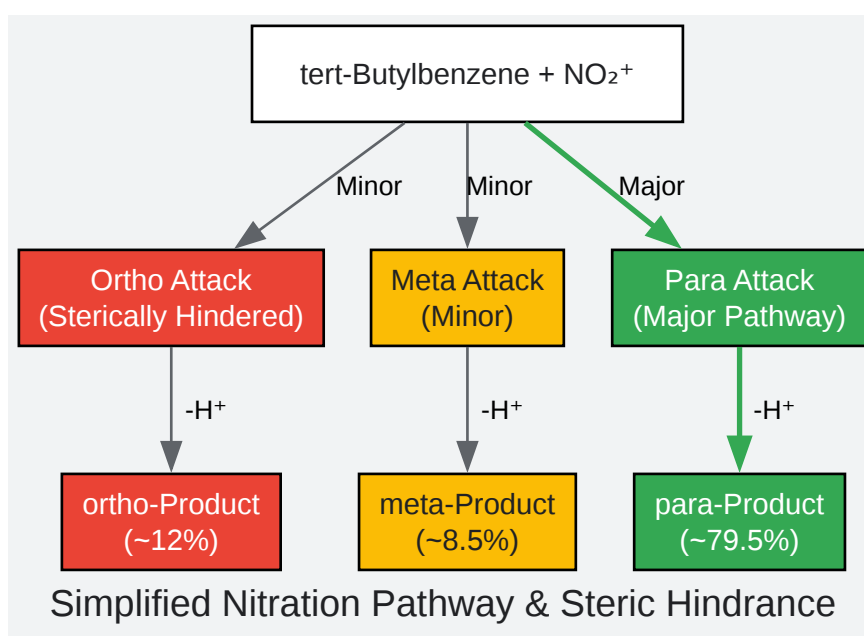 tert-Butylbenzene + NO₂⁺
Minor
Minor
Major
Ortho Attack
(Sterically Hindered)
Meta Attack
(Minor)
Para Attack
(Major Pathway)
-H⁺
-H⁺
-H⁺
ortho-Product
(~12%)
meta-Product
(~8.5%)
para-Product
(~79.5%)
Simplified Nitration Pathway & Steric Hindrance